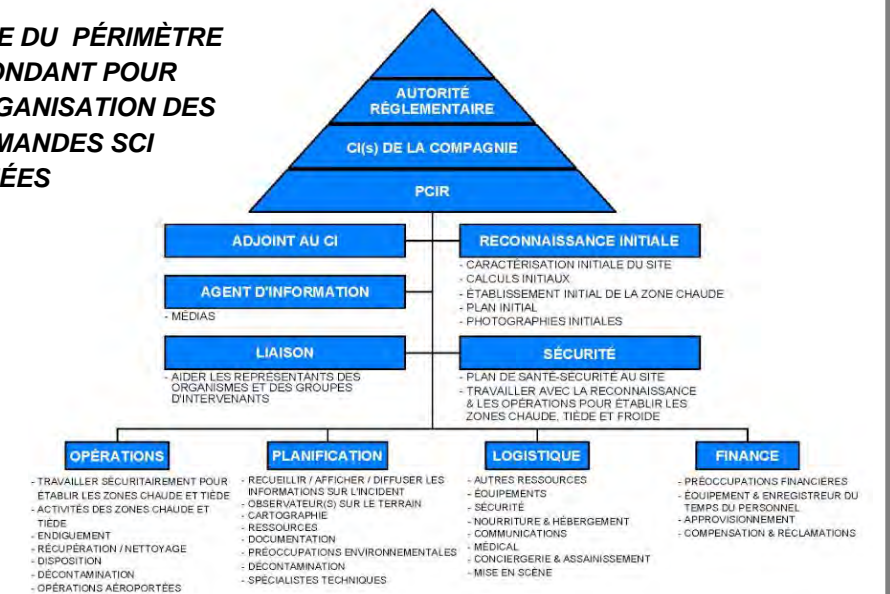 E DU PÉRIMÈTRE
ONDANT POUR
GANISATION DES
MANDES SCI
ÉES
AUTORITÉ
RÉGLEMENTAIRE
CI(s) DE LA COMPAGNIE
PCIR
ADJOINT AU CI
RECONNAISSANCE INITIALE
- CARACTÉRISATION INITIALE DU SITE
- CALCULS INITIAUX
- ÉTABLISSEMENT INITIAL DE LA ZONE CHAUDE
- PLAN INITIAL
- PHOTOGRAPHIES INITIALES
AGENT D'INFORMATION
- MÉDIAS
LIAISON
- AIDER LES REPRÉSENTANTS DES
ORGANISMES ET DES GROUPES
D'INTERVENANTS
SÉCURITÉ
- PLAN DE SANTÉ-SÉCURITÉ AU SITE
- TRAVAILLER AVEC LA RECONNAISSANCE
& LES OPÉRATIONS POUR ÉTABLIR LES
ZONES CHAUDE, TIÈDE ET FROIDE
OPÉRATIONS
- TRAVAILLER SÉCURITAIREMENT POUR
ÉTABLIR LES ZONES CHAUDE ET TIÈDE
- ACTIVITÉS DES ZONES CHAUDE ET
TIÈDE
- ENDIGUEMENT
- RÉCUPÉRATION / NETTOYAGE
- DISPOSITION
- DÉCONTAMINATION
- OPÉRATIONS AÉROPORTÉES
PLANIFICATION
- RECUEILLIR / AFFICHER / DIFFUSER LES
INFORMATIONS SUR L'INCIDENT
- OBSERVATEUR(S) SUR LE TERRAIN
- CARTOGRAPHIE
- RESSOURCES
- DOCUMENTATION
- PRÉOCCUPATIONS ENVIRONNEMENTALES
- DÉCONTAMINATION
- SPÉCIALISTES TECHNIQUES
LOGISTIQUE
- AUTRES RESSOURCES
- ÉQUIPEMENTS
- SÉCURITÉ
- NOURRITURE & HÉBERGEMENT
- COMMUNICATIONS
- MÉDICAL
- CONCIERGERIE & ASSAINISSEMENT
- MISE EN SCÈNE
FINANCE
- PRÉOCCUPATIONS FINANCIÈRES
- ÉQUIPEMENT & ENREGISTREUR DU
TEMPS DU PERSONNEL
- APPROVISIONNEMENT
- COMPENSATION & RÉCLAMATIONS